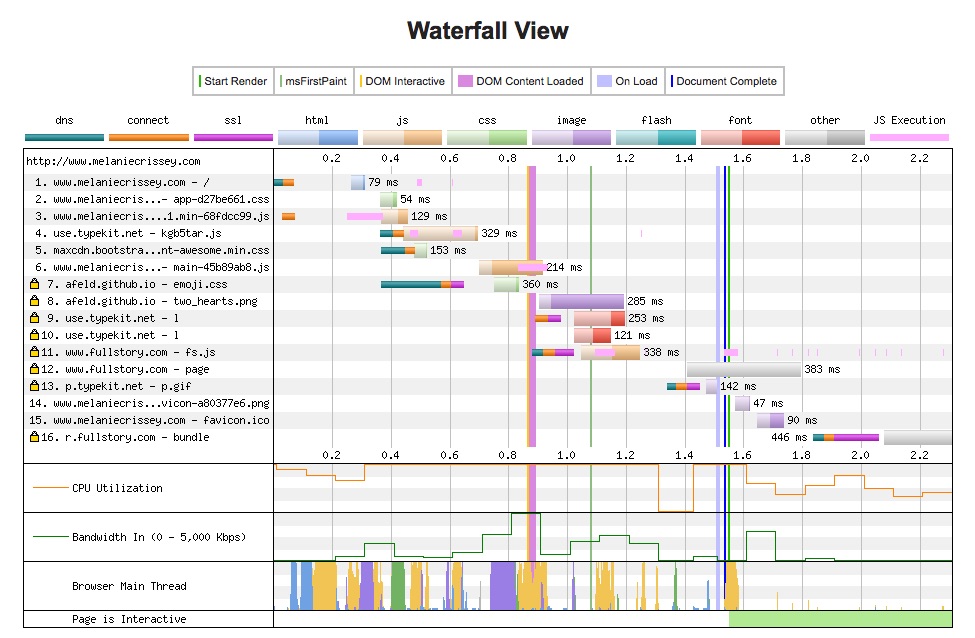 Waterfall View
Start Render msFirstPaint DOM Interactive DOM Content Loaded On Load Document Complete
dns connect ssl html js css image flash font other JS Execution
http://www.melaniecrissey.com 0.2 0.4 0.6 0.8 1.0 1.2 1.4 1.6 1.8 2.0 2.2
1. www.melaniecrissey.com - / 79 ms
2. www.melaniecris...- app-d27be661.css 54 ms
3. www.melaniecris....1.min-68fdcc99.js 129 ms
4. use.typekit.net - kgb5tar.js 329 ms
5. maxcdn.bootstra...nt-awesome.min.css 153 ms
6. www.melaniecris...- main-45b89ab8.js 214 ms
7. afeld.github.io - emoji.css 360 ms
8. afeld.github.io - two_hearts.png 285 ms
9. use.typekit.net - l 253 ms
10. use.typekit.net - l 121 ms
11. www.fullstory.com - fs.js 338 ms
12. www.fullstory.com - page 383 ms
13. p.typekit.net - p.gif 142 ms
14. www.melaniecris...vicon-a80377e6.png 47 ms
15. www.melaniecrissey.com - favicon.ico 90 ms
16. r.fullstory.com - bundle 446 ms
0.2 0.4 0.6 0.8 1.0 1.2 1.4 1.6 1.8 2.0 2.2
CPU Utilization
Bandwidth In (0 - 5,000 Kbps)
Browser Main Thread
Page is Interactive